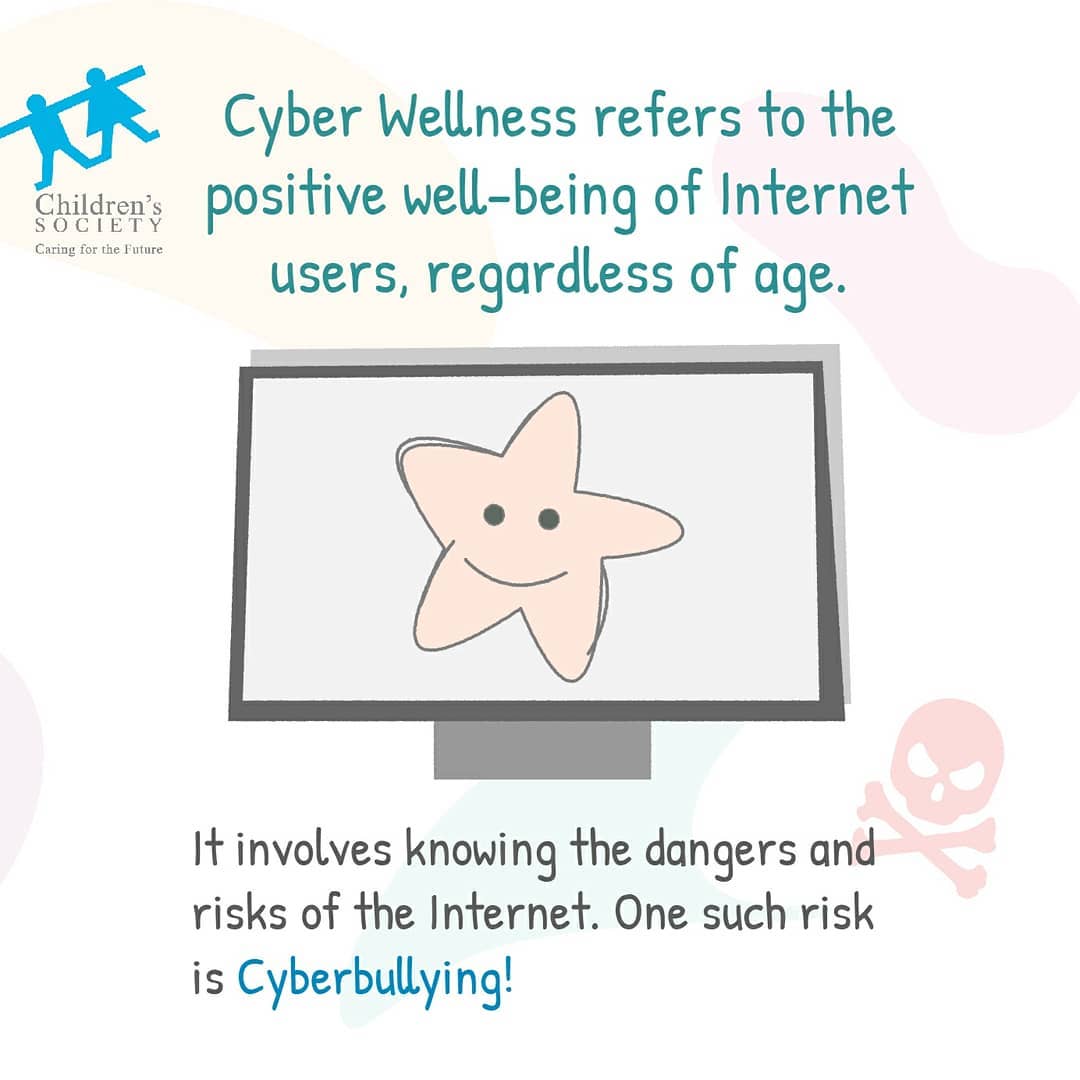 Children's
SOCIETY
Caring for the Future
Cyber Wellness refers to the
positive well-being of Internet
users, regardless of age.
It involves knowing the dangers and
risks of the Internet. One such risk
is Cyberbullying!